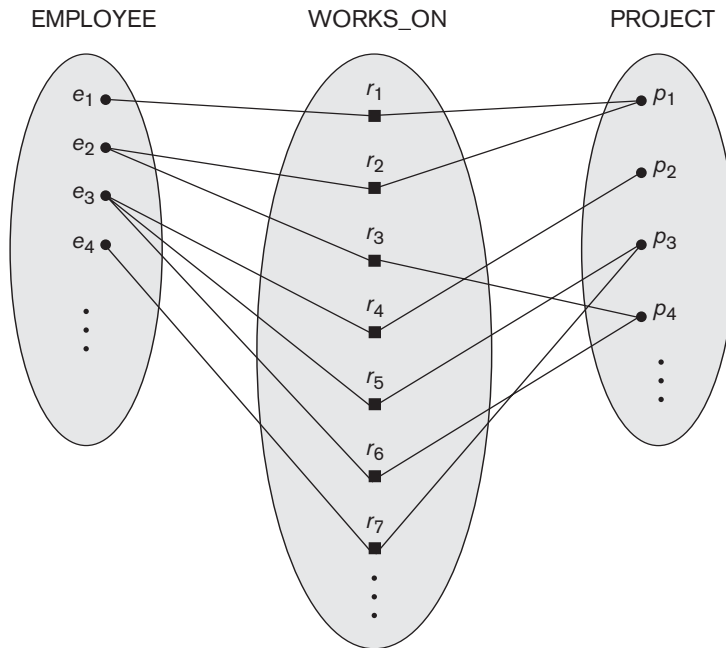 EMPLOYEE WORKS_ON PROJECT
e1
e2
e3
e4
r1
r2
r3
r4
r5
r6
r7
p1
p2
p3
p4